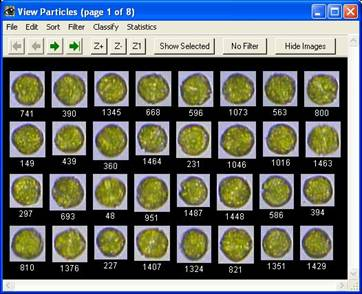 View Particles (page 1 of 8)
File Edit Sort Filter Classify Statistics
Z+ Z- Z1 Show Selected No Filter Hide Images
741 390 1345 668 596 1073 563 800
149 439 360 1464 231 1046 1016 1463
297 693 48 951 1487 1448 586 394
810 1376 227 1407 1324 821 1351 1429